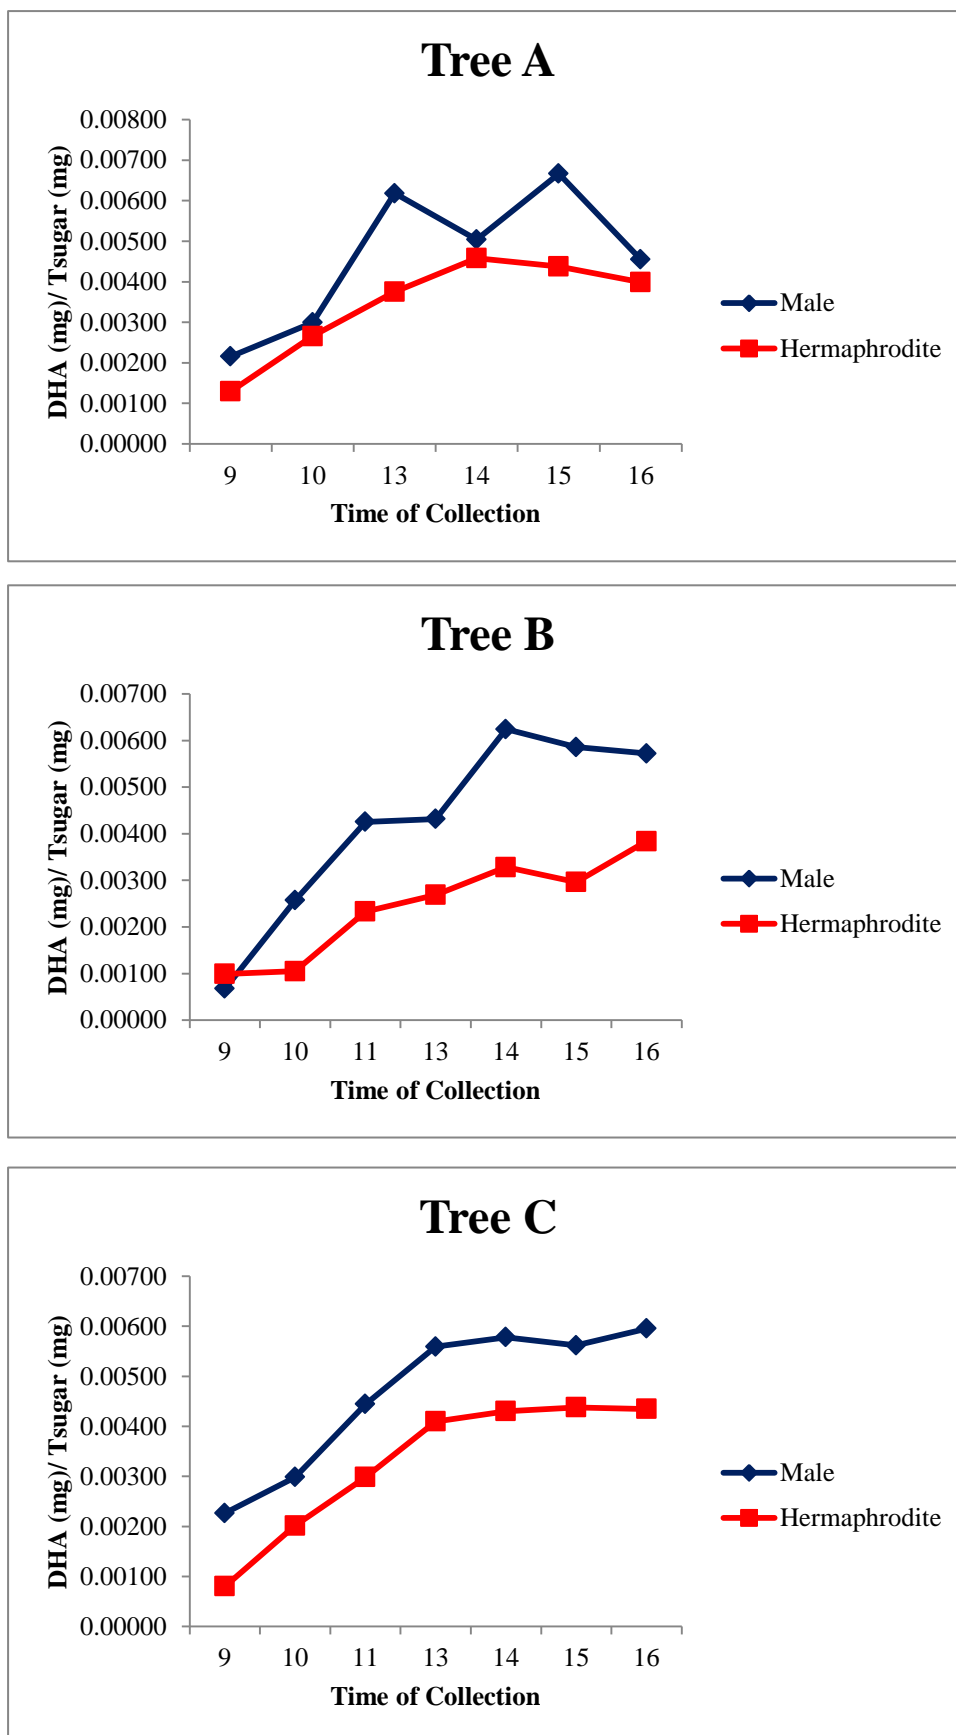 Tree A
0.00800
0.00700
0.00600
0.00500
0.00400
0.00300
0.00200
0.00100
0.00000
DHA (mg)/ Tsugar (mg)
9 10 13 14 15 16
Time of Collection
Male
Hermaphrodite
Tree B
0.00700
0.00600
0.00500
0.00400
0.00300
0.00200
0.00100
0.00000
DHA (mg)/ Tsugar (mg)
9 10 11 13 14 15 16
Time of Collection
Male
Hermaphrodite
Tree C
0.00700
0.00600
0.00500
0.00400
0.00300
0.00200
0.00100
0.00000
DHA (mg)/ Tsugar (mg)
9 10 11 13 14 15 16
Time of Collection
Male
Hermaphrodite